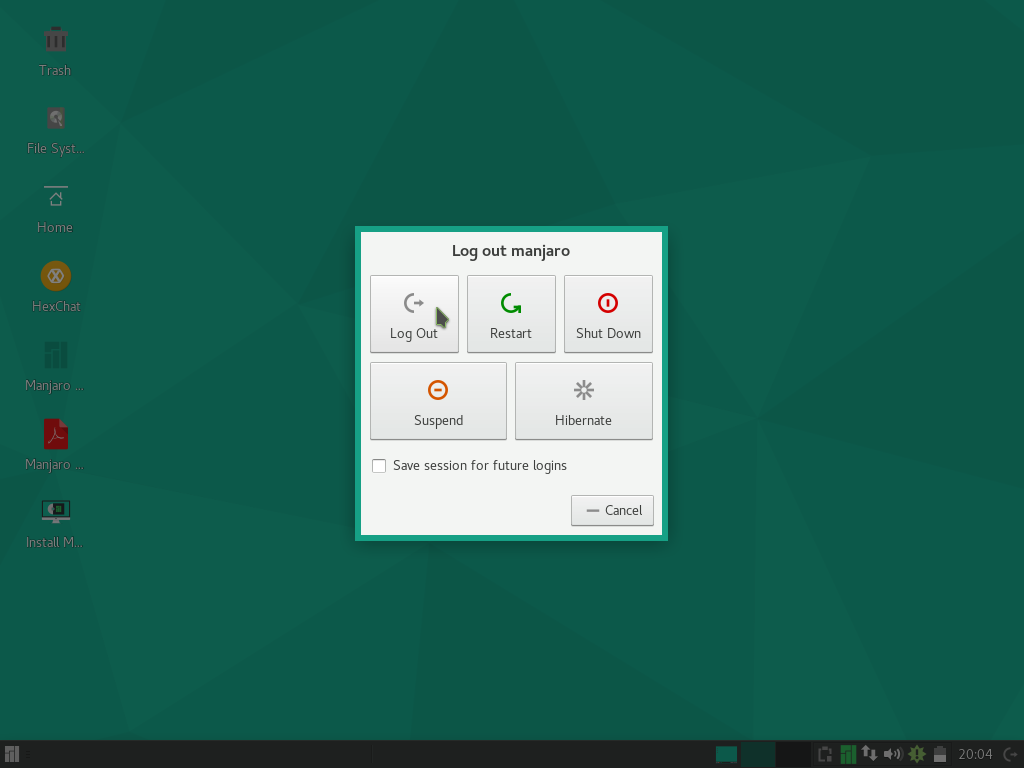 Trash
File Syst...
Home
HexChat
Manjaro ...
Manjaro ...
Install M...
Log out manjaro
Log Out
Restart
Shut Down
Suspend
Hibernate
Save session for future logins
Cancel
20:04